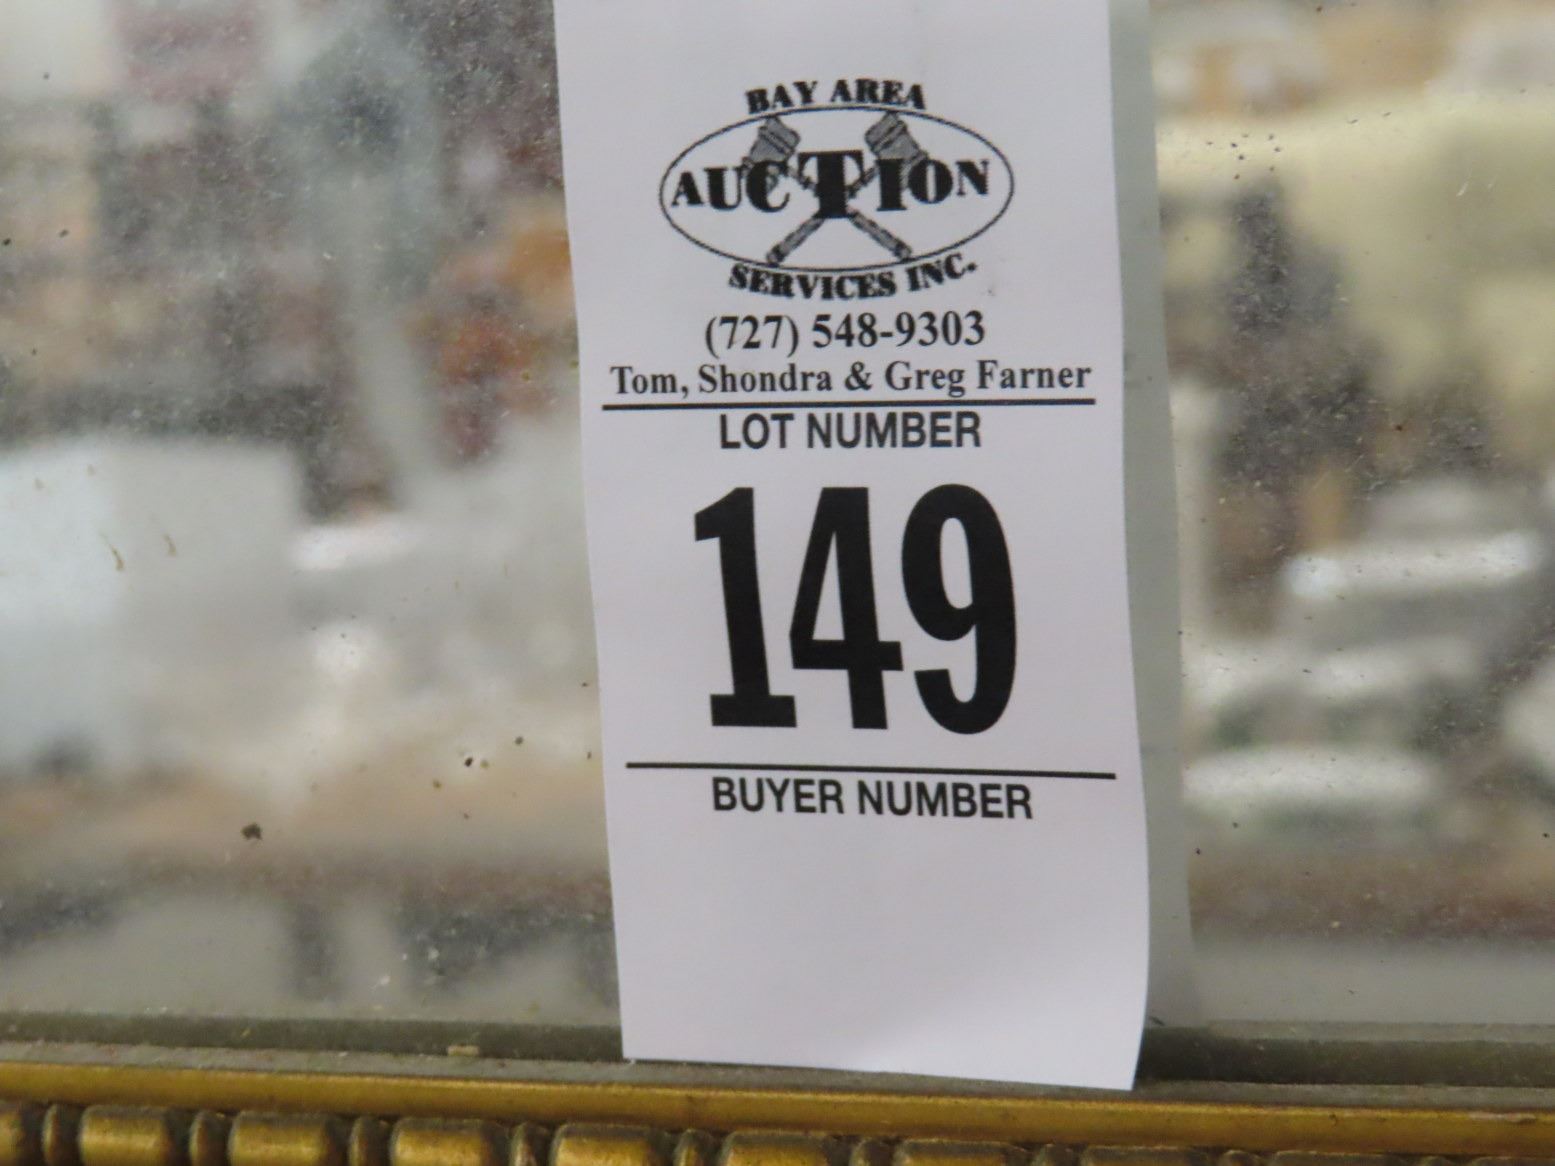 BAY AREA
AUCTION
SERVICES INC.
(727) 548-9303
Tom, Shondra & Greg Farner
LOT NUMBER
149
BUYER NUMBER